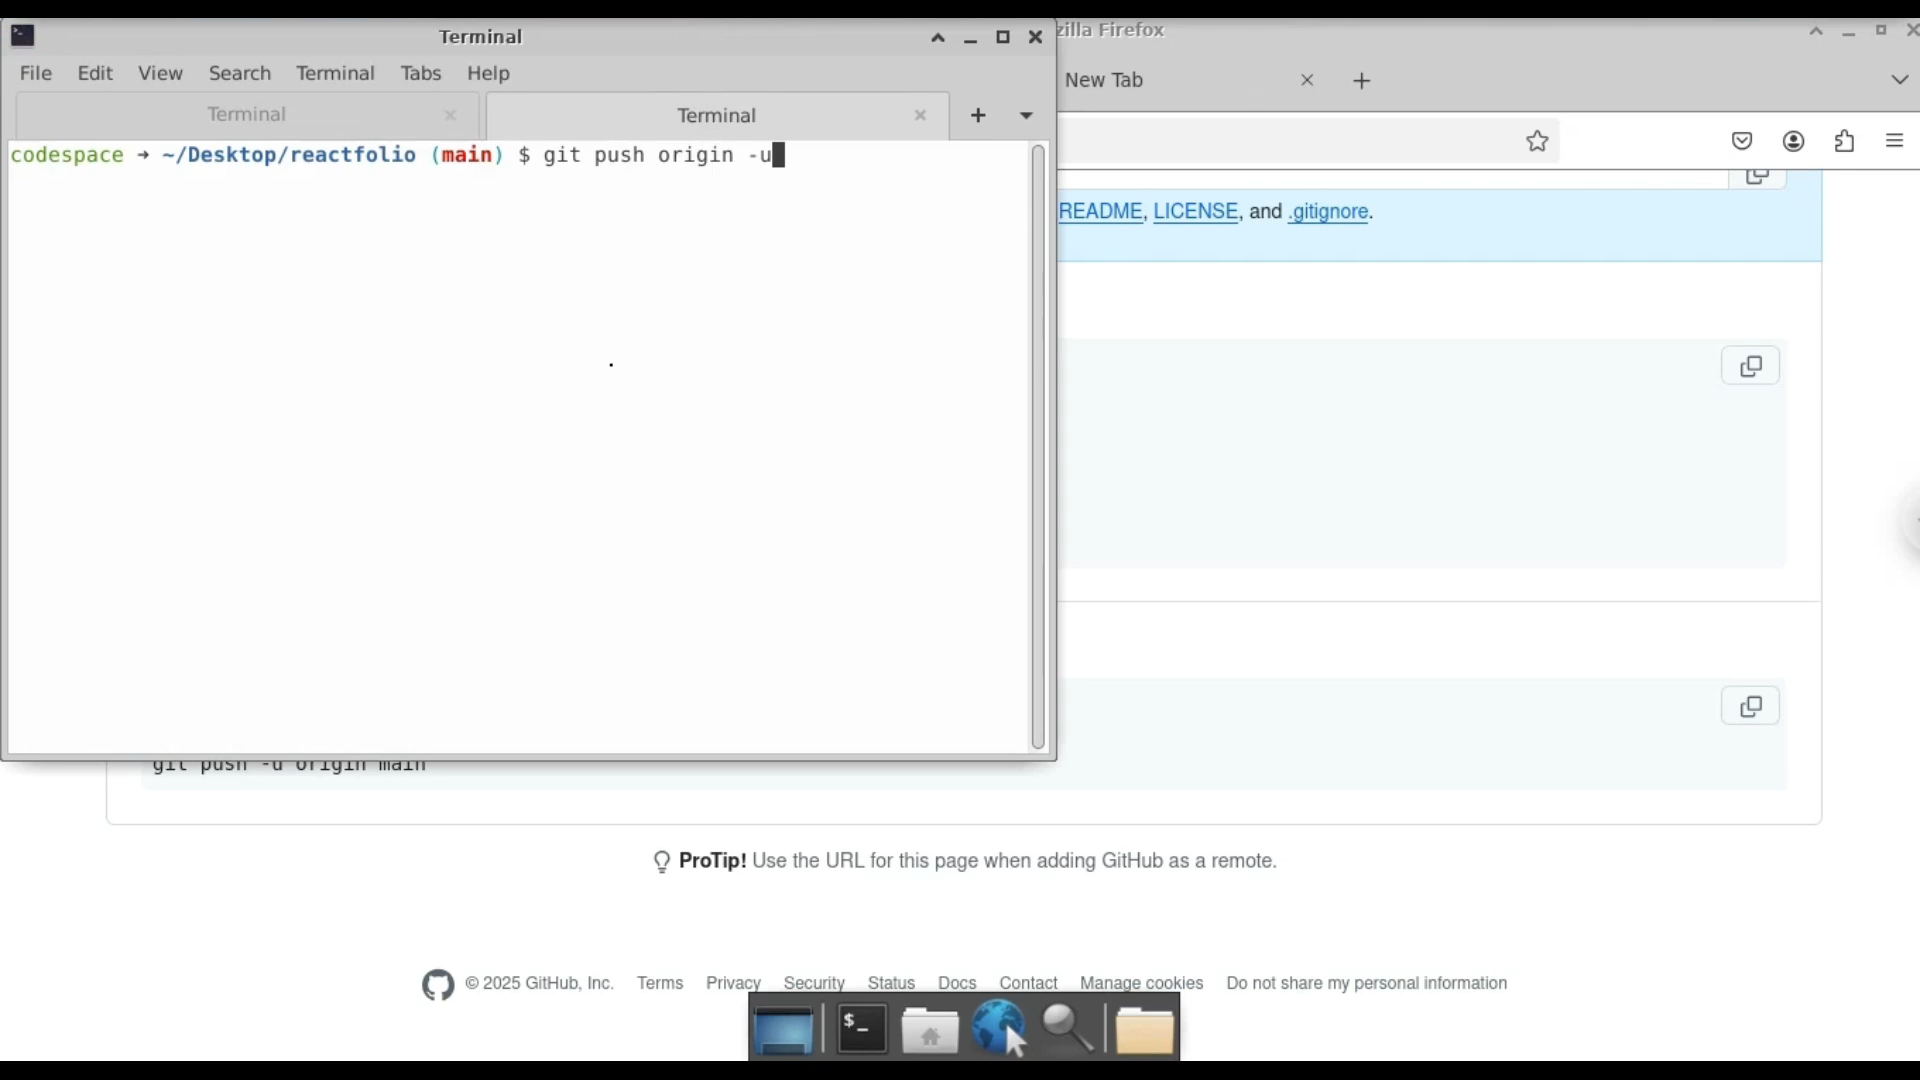 Terminal
zilla Firefox
File Edit View Search Terminal Tabs Help
New Tab
Terminal
Terminal
codespace → ~/Desktop/reactfolio (main) $ git push origin -u
README, LICENSE, and .gitignore.
git push -u origin main
ProTip! Use the URL for this page when adding GitHub as a remote.
© 2025 GitHub, Inc. Terms Privacy Security Status Docs Contact Manage cookies Do not share my personal information
$_